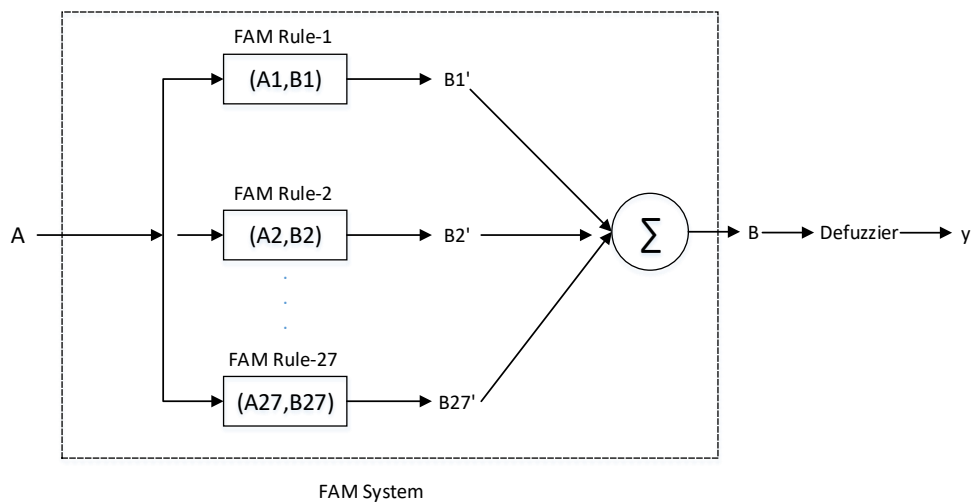 FAM Rule-1
(A1,B1)
B1'
FAM Rule-2
A
(A2,B2)
B2'
∑
B
Defuzzier
y
FAM Rule-27
(A27,B27)
B27'
FAM System